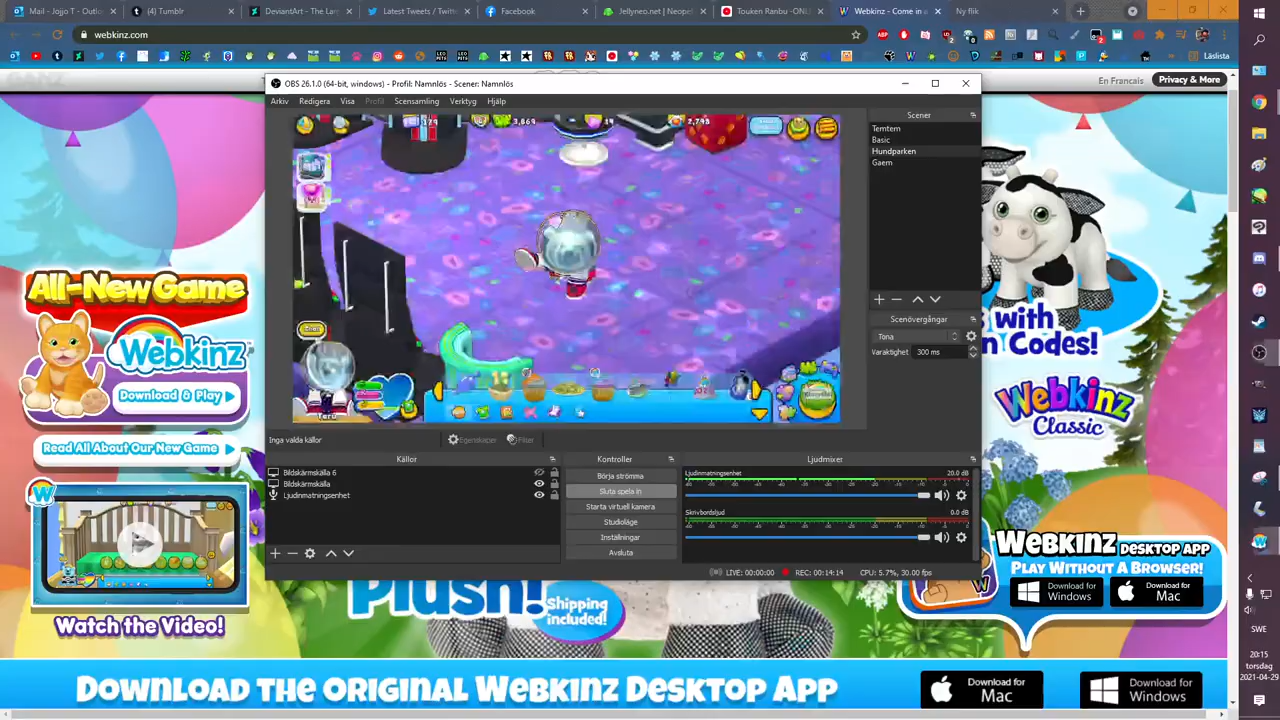 Mail - Jojjo T - Outlo
(4) Tumblr
DeviantArt - The Lar
Latest Tweets / Twitte
Facebook
Jellyneo.net | Neope
Touken Ranbu -ONL
Webkinz - Come in a
Ny flik
webkinz.com
Läslista
GANZ
En Francais
Privacy & More
OBS 26.1.0 (64-bit, windows) - Profil: Namnlös - Scener: Namnlös
Arkiv Redigera Visa Profil Scensamling Verktyg Hjälp
Scener
Temtem
Basic
Hundparken
Gaem
Scenövergångar
Tona
Varaktighet 300 ms
3,869
2,798
Inga valda källor
Egenskaper
Filter
Källor
Bildskärmskälla 6
Bildskärmskälla
Ljudinmatningsenhet
Kontroller
Börja strömma
Sluta spela in
Starta virtuell kamera
Studioläge
Inställningar
Avsluta
Ljudmixer
Ljudinmatningsenhet 20.0 dB
Skrivbordsljud 0.0 dB
LIVE: 00:00:00 REC: 00:14:14 CPU: 5.7%, 30.00 fps
All-New Game
Webkinz
Download & Play
Read All About Our New Game
Watch the Video!
with
n Codes!
Webkinz
Classic
Webkinz Desktop App
Play Without A Browser!
Download for
Windows
Download for
Mac
Plush!
Shipping
included!
Download the Original Webkinz Desktop App
Download for
Mac
Download for
Windows
SWE
20:15
torsdag
2021-04-29